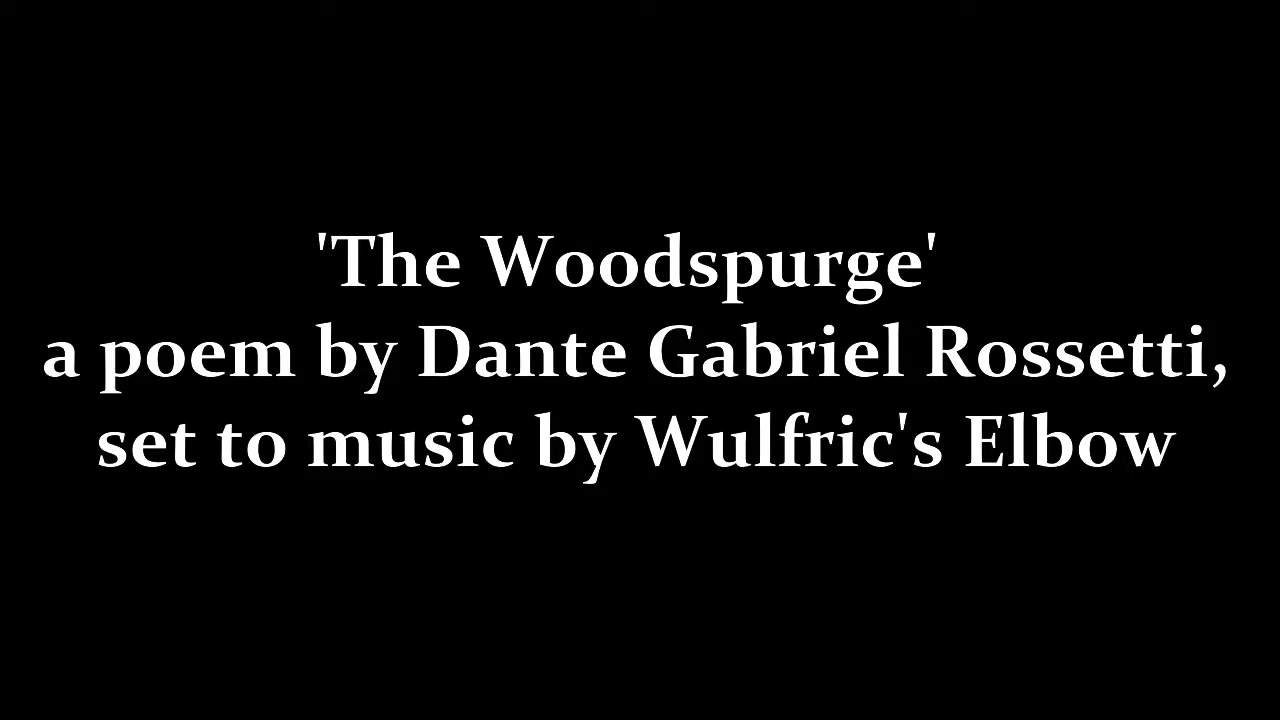 'The Woodspurge'
a poem by Dante Gabriel Rossetti,
set to music by Wulfric's Elbow